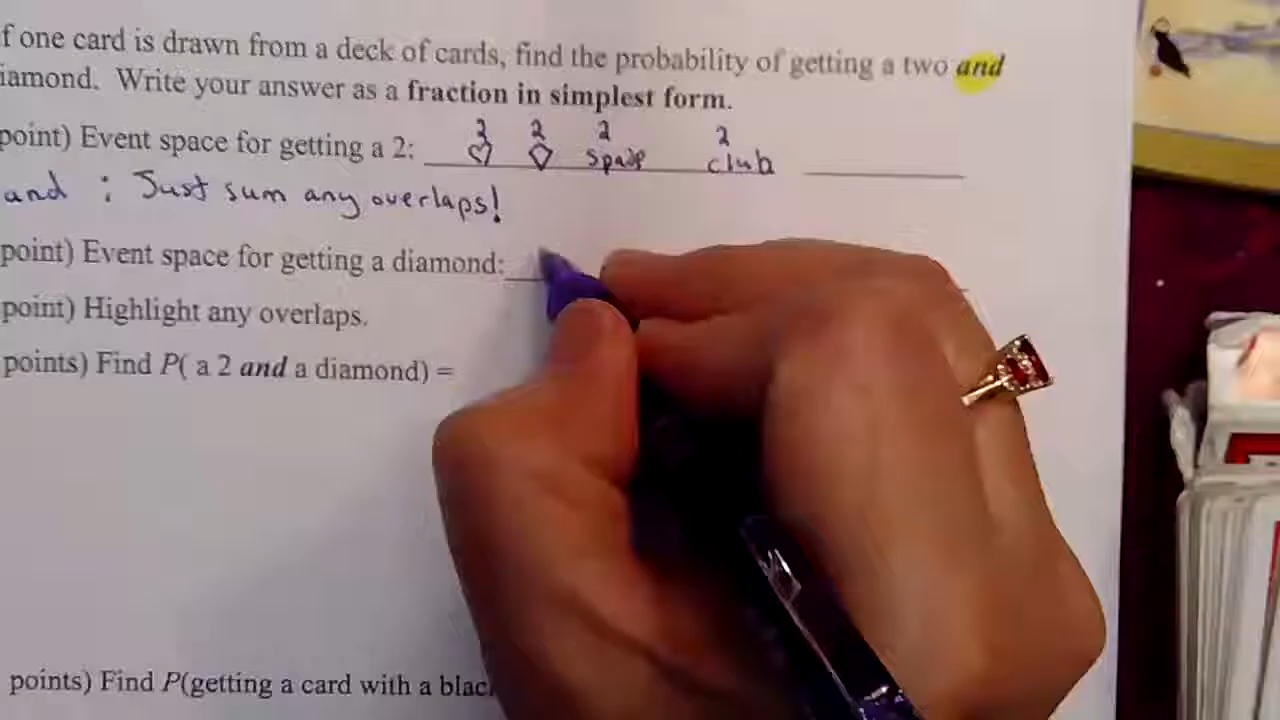 f one card is drawn from a deck of cards, find the probability of getting a two and
iamond. Write your answer as a fraction in simplest form.
point) Event space for getting a 2: 2 ♡ 2 ◇ 2 spade 2 club
and : Just sum any overlaps!
point) Event space for getting a diamond:
point) Highlight any overlaps.
points) Find P( a 2 and a diamond) =
points) Find P(getting a card with a blac